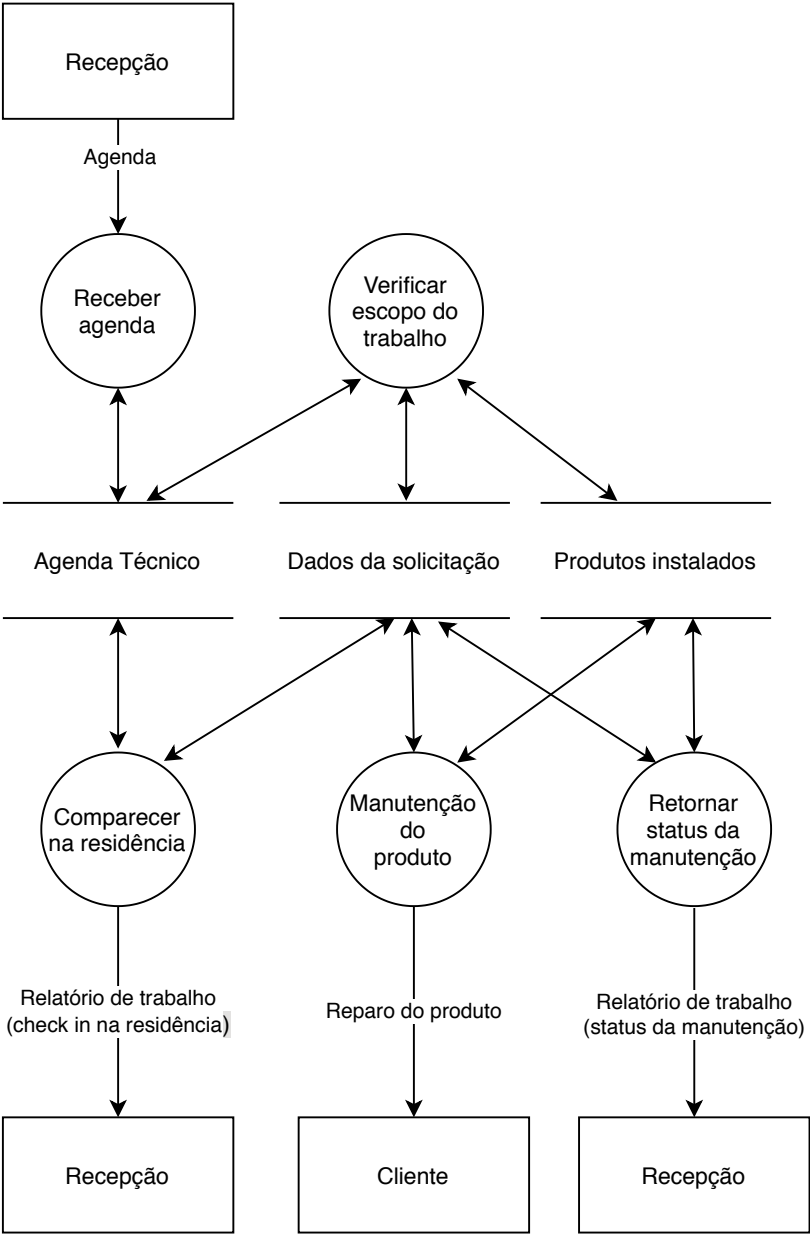 Recepção
Agenda
Receber
agenda
Verificar
escopo do
trabalho
Agenda Técnico
Dados da solicitação
Produtos instalados
Comparecer
na residência
Manutenção
do
produto
Retornar
status da
manutenção
Relatório de trabalho
(check in na residência)
Reparo do produto
Relatório de trabalho
(status da manutenção)
Recepção
Cliente
Recepção